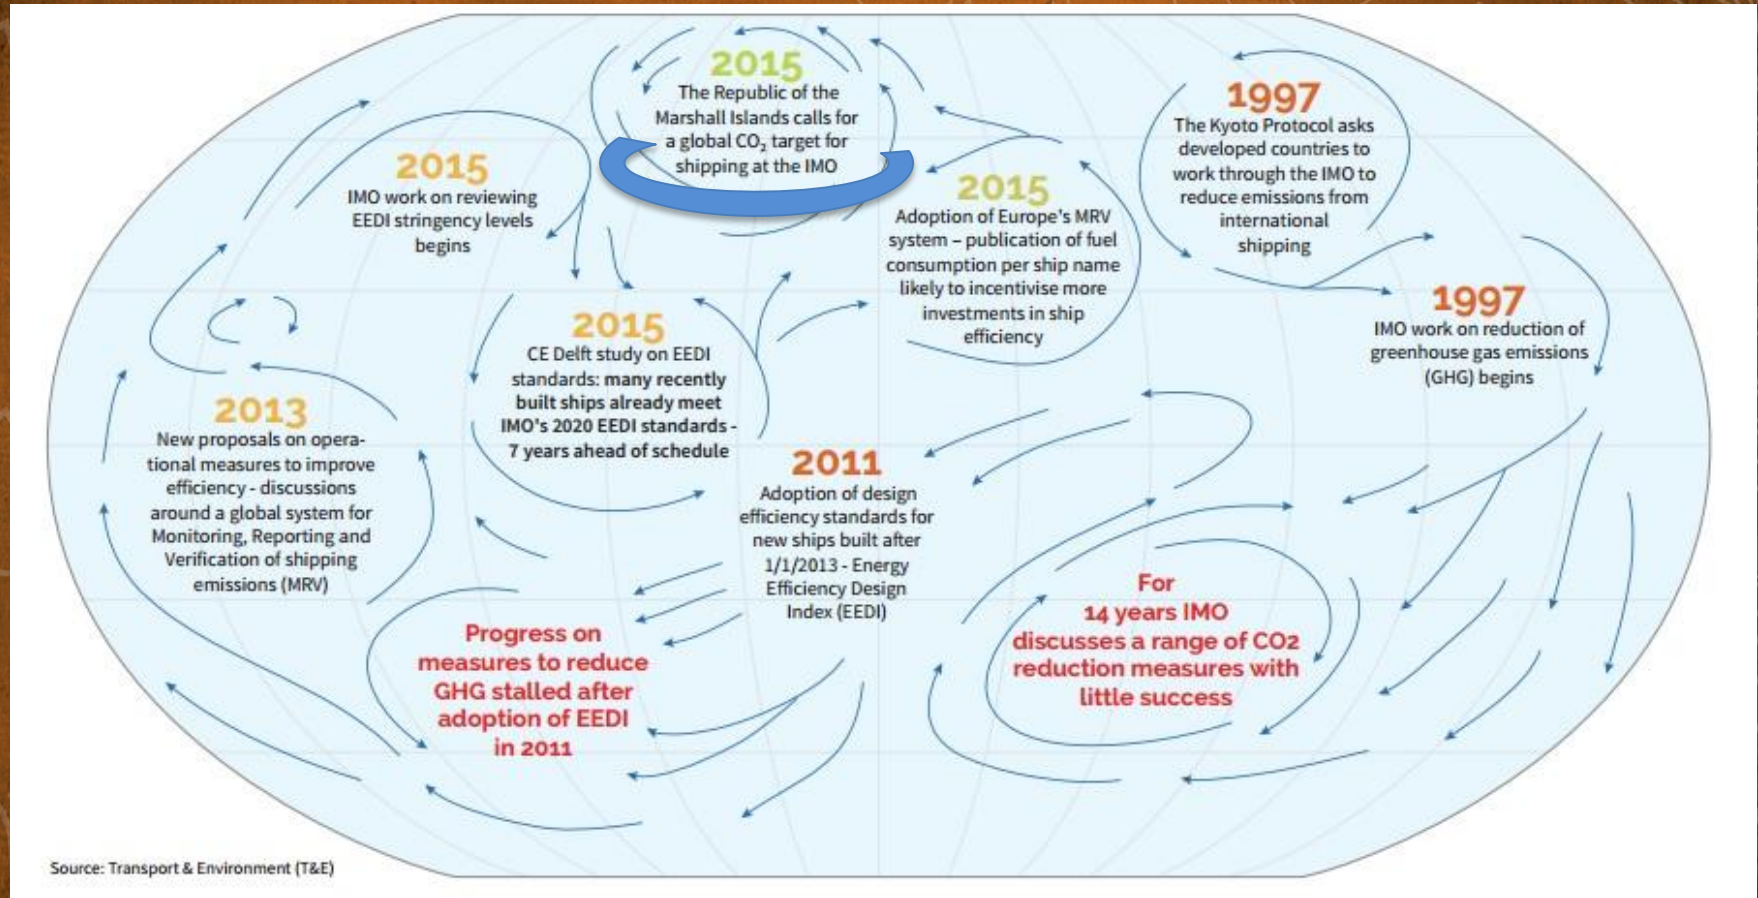 2015
The Republic of the
Marshall Islands calls for
a global CO₂ target for
shipping at the IMO
1997
The Kyoto Protocol asks
developed countries to
work through the IMO to
reduce emissions from
international
shipping
2015
IMO work on reviewing
EEDI stringency levels
begins
2015
Adoption of Europe's MRV
system – publication of fuel
consumption per ship name
likely to incentivise more
investments in ship
efficiency
1997
IMO work on reduction of
greenhouse gas emissions
(GHG) begins
2015
CE Delft study on EEDI
standards: many recently
built ships already meet
IMO's 2020 EEDI standards -
7 years ahead of schedule
2013
New proposals on opera-
tional measures to improve
efficiency - discussions
around a global system for
Monitoring, Reporting and
Verification of shipping
emissions (MRV)
2011
Adoption of design
efficiency standards for
new ships built after
1/1/2013 - Energy
Efficiency Design
Index (EEDI)
For
14 years IMO
discusses a range of CO2
reduction measures with
little success
Progress on
measures to reduce
GHG stalled after
adoption of EEDI
in 2011
Source: Transport & Environment (T&E)